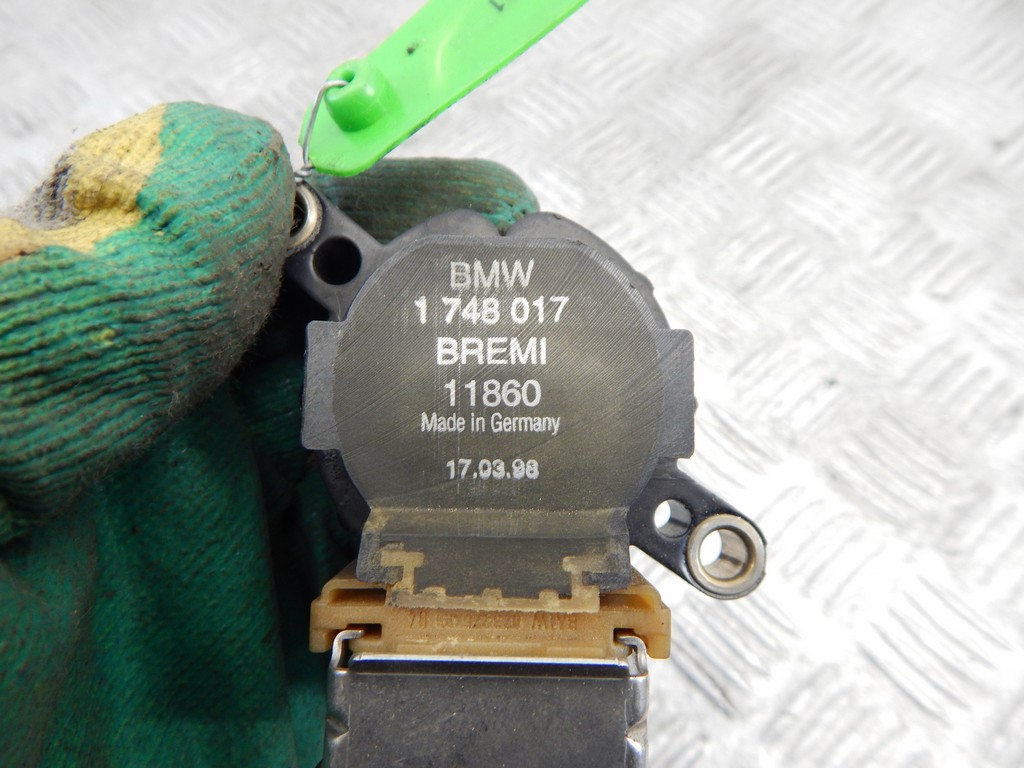 BMW
1 748 017
BREMI
11860
Made in Germany
17.03.98